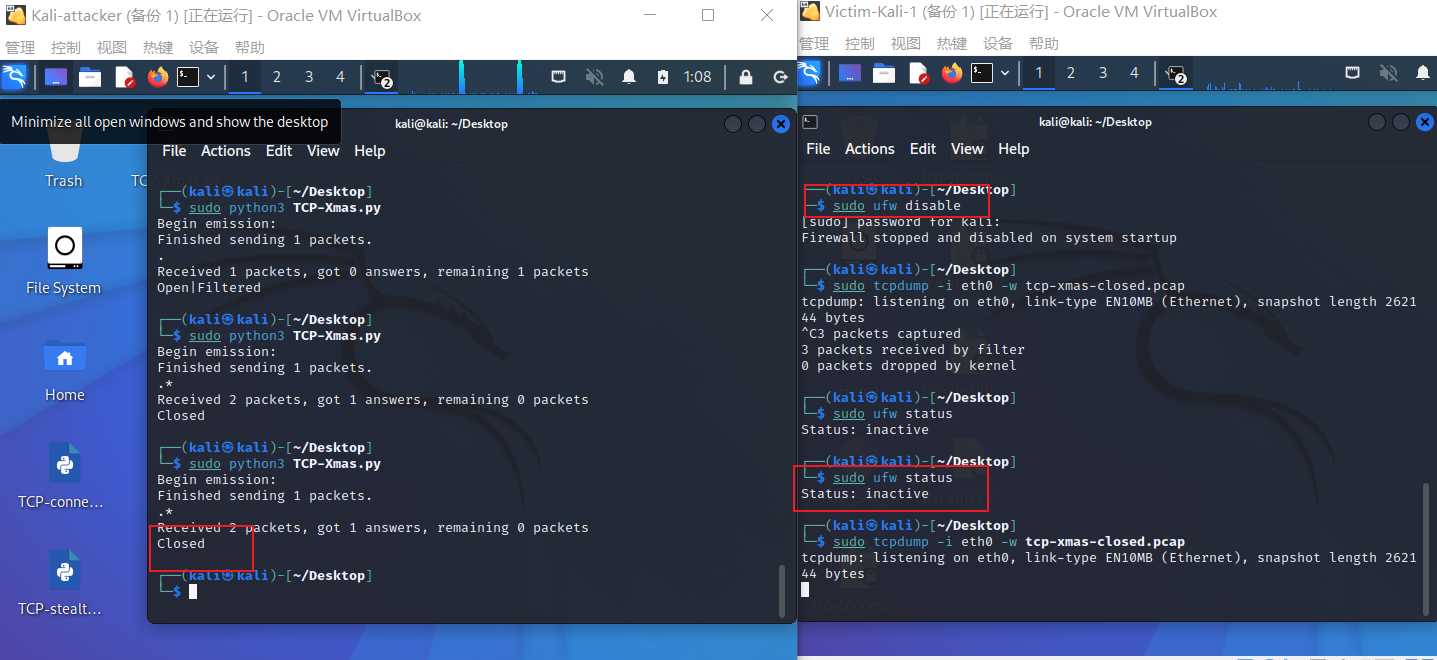 Kali-attacker (备份 1) [正在运行] - Oracle VM VirtualBox
管理 控制 视图 热键 设备 帮助
1 2 3 4 2 1:08
Minimize all open windows and show the desktop
Trash
TC
File System
Home
TCP-conne…
TCP-stealt…
kali@kali: ~/Desktop
File Actions Edit View Help
┌──(kali㉿kali)-[~/Desktop]
└─$ sudo python3 TCP-Xmas.py
Begin emission:
Finished sending 1 packets.
.
Received 1 packets, got 0 answers, remaining 1 packets
Open|Filtered
┌──(kali㉿kali)-[~/Desktop]
└─$ sudo python3 TCP-Xmas.py
Begin emission:
Finished sending 1 packets.
.*
Received 2 packets, got 1 answers, remaining 0 packets
Closed
┌──(kali㉿kali)-[~/Desktop]
└─$ sudo python3 TCP-Xmas.py
Begin emission:
Finished sending 1 packets.
.*
Received 2 packets, got 1 answers, remaining 0 packets
Closed
┌──(kali㉿kali)-[~/Desktop]
└─$
Victim-Kali-1 (备份 1) [正在运行] - Oracle VM VirtualBox
管理 控制 视图 热键 设备 帮助
1 2 3 4 2
kali@kali: ~/Desktop
File Actions Edit View Help
┌──(kali㉿kali)-[~/Desktop]
└─$ sudo ufw disable
[sudo] password for kali:
Firewall stopped and disabled on system startup
┌──(kali㉿kali)-[~/Desktop]
└─$ sudo tcpdump -i eth0 -w tcp-xmas-closed.pcap
tcpdump: listening on eth0, link-type EN10MB (Ethernet), snapshot length 2621
44 bytes
^C3 packets captured
3 packets received by filter
0 packets dropped by kernel
┌──(kali㉿kali)-[~/Desktop]
└─$ sudo ufw status
Status: inactive
┌──(kali㉿kali)-[~/Desktop]
└─$ sudo ufw status
Status: inactive
┌──(kali㉿kali)-[~/Desktop]
└─$ sudo tcpdump -i eth0 -w tcp-xmas-closed.pcap
tcpdump: listening on eth0, link-type EN10MB (Ethernet), snapshot length 2621
44 bytes